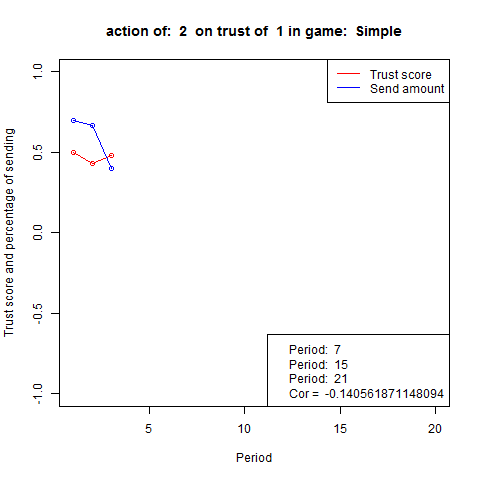 action of:  2  on trust of  1 in game:  Simple
Trust score
Send amount
Trust score and percentage of sending
1.0
0.5
0.0
-0.5
-1.0
Period:  7
Period:  15
Period:  21
Cor =  -0.140561871148094
5
10
15
20
Period